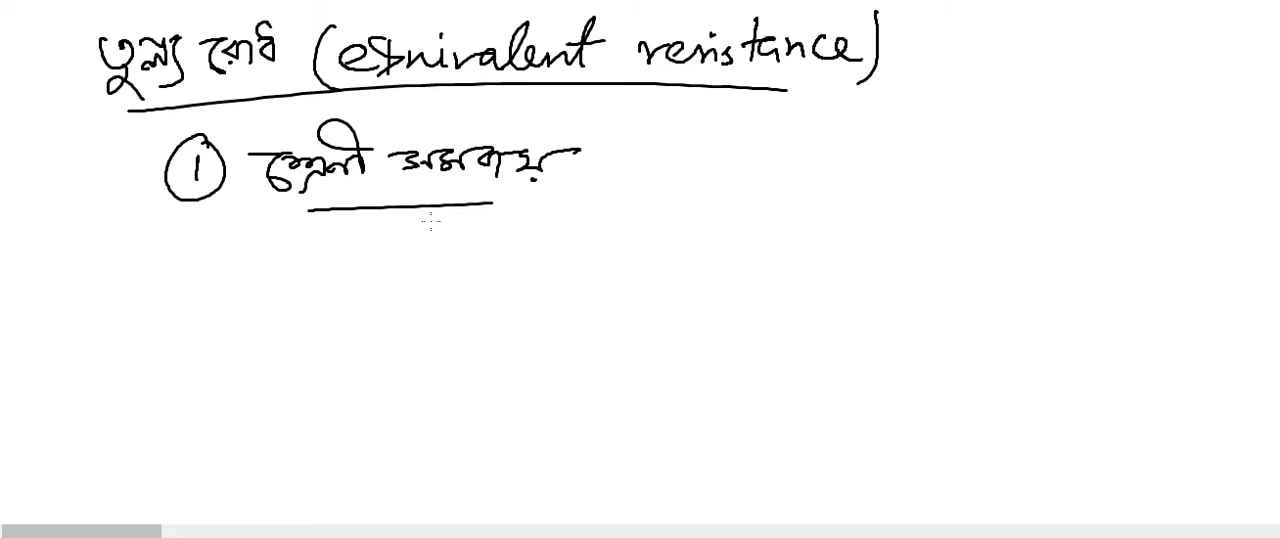 তুল্য রোধ (equivalent resistance)
① শ্রেণী সমবায়